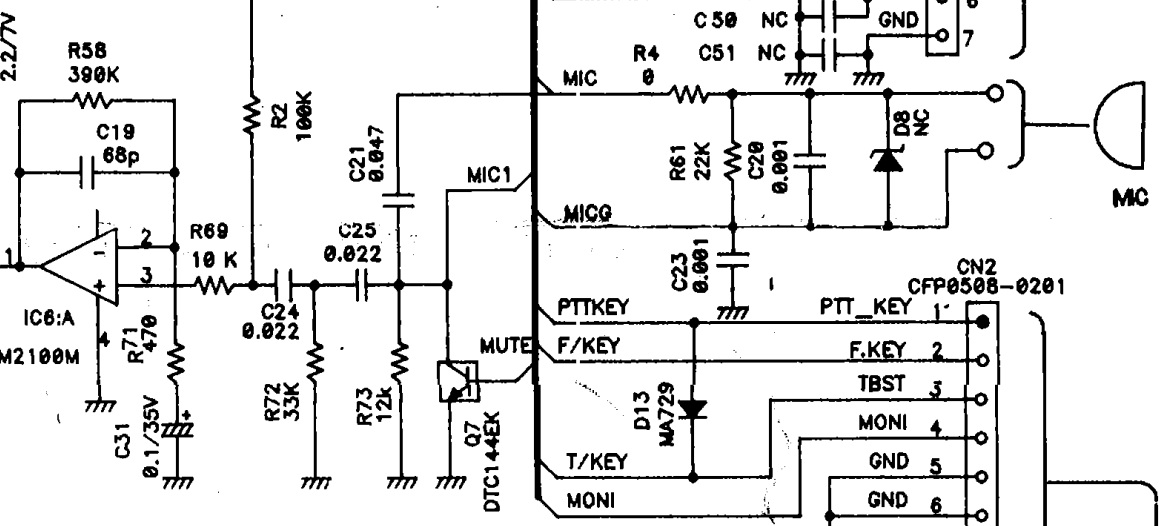 2.2/7V
R58
390K
C19
68p
R2
100K
C21
0.047
MIC1
MIC
R4
0
C50 NC
C51 NC
GND
6
7
R61
22K
C20
0.001
D8
NC
MIC
MICG
C23
0.001
1
2
3
4
R69
10 K
C25
0.022
C24
0.022
IC6:A
M2100M
R71
470
C31
0.1/35V
+
R72
33K
R73
12k
Q7
DTC144EK
MUTE
CN2
CFP0508-0201
PTTKEY
PTT_KEY 1
F/KEY
F.KEY 2
TBST 3
D13
MA729
MONI 4
T/KEY
GND 5
MONI
GND 6